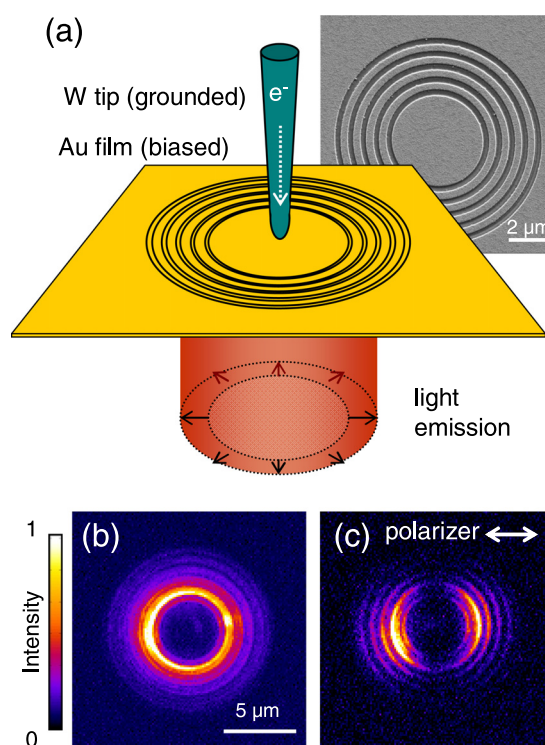 (a)
W tip (grounded)
e-
Au film (biased)
2 µm
light
emission
1
Intensity
0
(b)
5 µm
(c)
polarizer